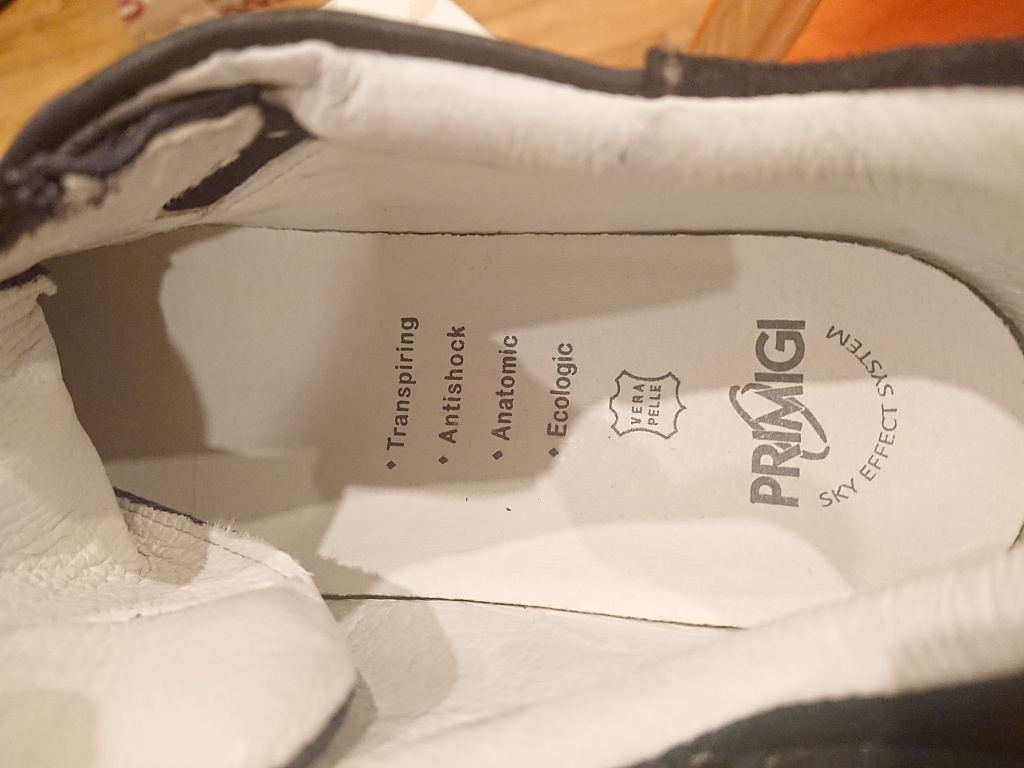 • Transpiring
• Antishock
• Anatomic
• Ecologic
VERA
PELLE
PRIMIGI
SKY EFFECT SYSTEM